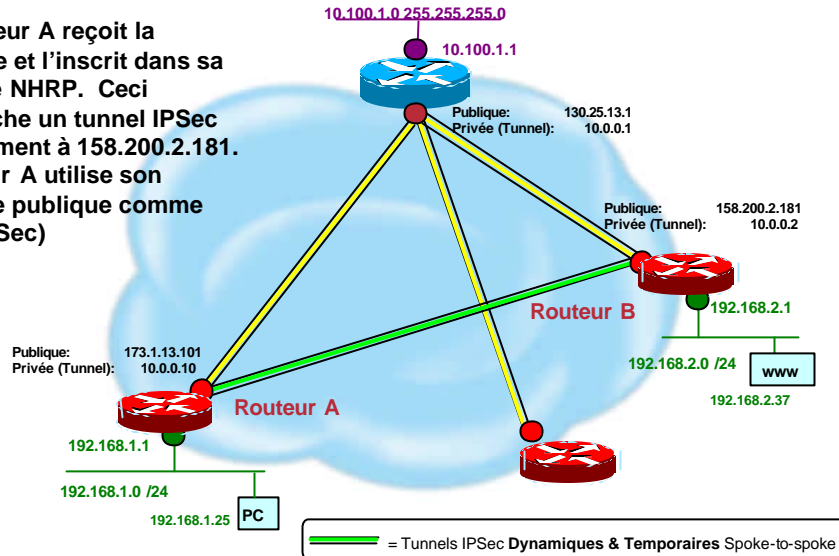 eur A reçoit la
e et l'inscrit dans sa
e NHRP. Ceci
che un tunnel IPSec
ment à 158.200.2.181.
r A utilise son
e publique comme
Sec)
10.100.1.0 255.255.255.0
10.100.1.1
Publique: 130.25.13.1
Privée (Tunnel): 10.0.0.1
Publique: 158.200.2.181
Privée (Tunnel): 10.0.0.2
Routeur B
192.168.2.1
192.168.2.0 /24
www
192.168.2.37
Publique: 173.1.13.101
Privée (Tunnel): 10.0.0.10
Routeur A
192.168.1.1
192.168.1.0 /24
192.168.1.25
PC
= Tunnels IPSec Dynamiques & Temporaires Spoke-to-spoke